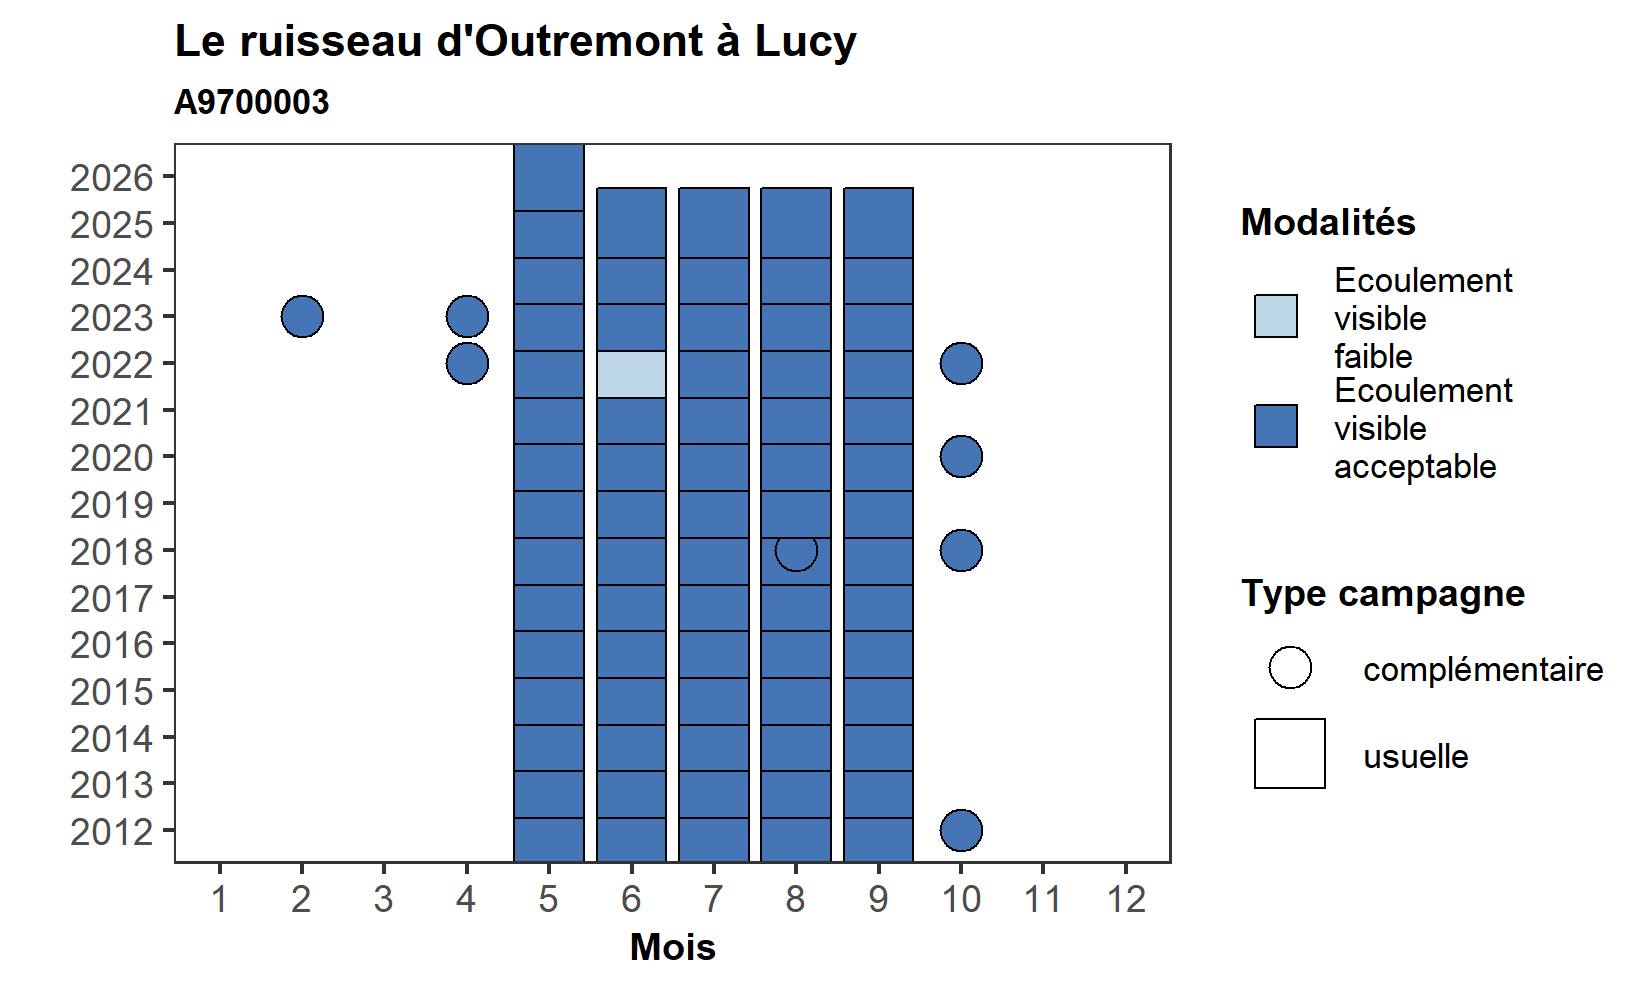 Le ruisseau d'Outremont à Lucy
A9700003
2026
2025
2024
2023
2022
2021
2020
2019
2018
2017
2016
2015
2014
2013
2012
1 2 3 4 5 6 7 8 9 10 11 12
Mois
Modalités
Ecoulement
visible
faible
Ecoulement
visible
acceptable
Type campagne
complémentaire
usuelle